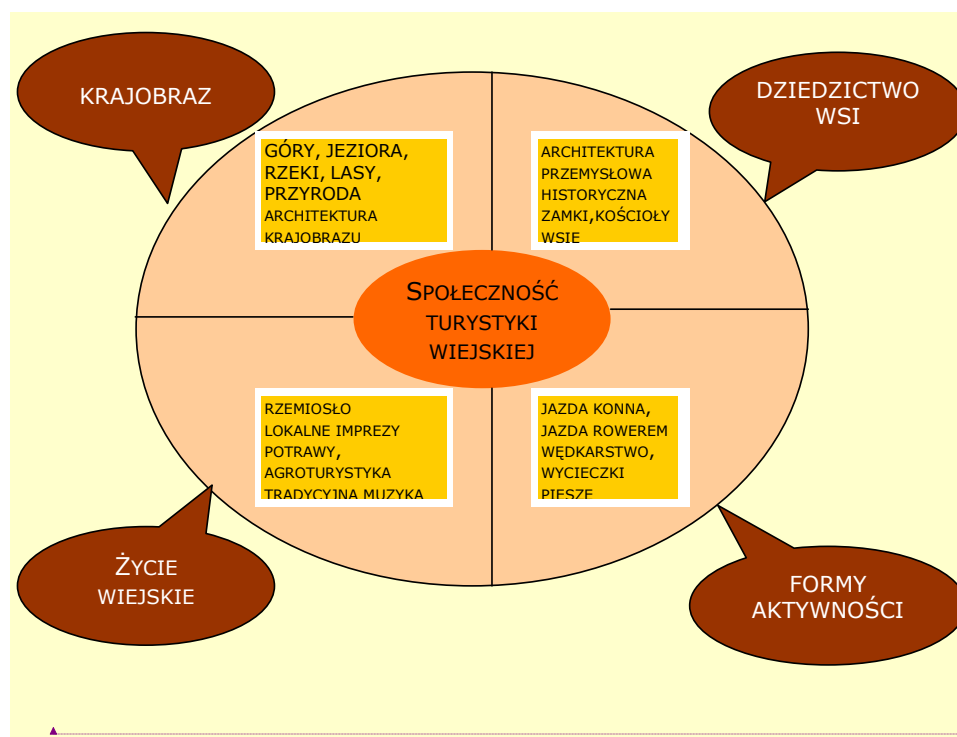 KRAJOBRAZ
DZIEDZICTWO
WSI
GÓRY, JEZIORA,
RZEKI, LASY,
PRZYRODA
ARCHITEKTURA
KRAJOBRAZU
ARCHITEKTURA
PRZEMYSŁOWA
HISTORYCZNA
ZAMKI,KOŚCIOŁY
WSIE
SPOŁECZNOŚĆ
TURYSTYKI
WIEJSKIEJ
RZEMIOSŁO
LOKALNE IMPREZY
POTRAWY,
AGROTURYSTYKA
TRADYCYJNA MUZYKA
JAZDA KONNA,
JAZDA ROWEREM
WĘDKARSTWO,
WYCIECZKI
PIESZE
ŻYCIE
WIEJSKIE
FORMY
AKTYWNOŚCI